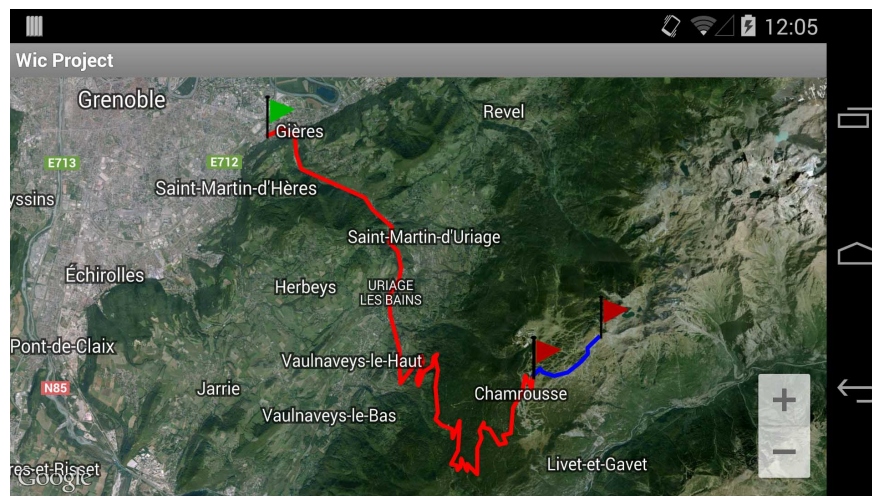 12:05
Wic Project
Grenoble
Revel
Gières
E713
E712
Saint-Martin-d'Hères
yssins
Saint-Martin-d'Uriage
Échirolles
Herbeys
URIAGE
LES BAINS
Pont-de-Claix
Vaulnaveys-le-Haut
N85
Jarrie
Chamrousse
Vaulnaveys-le-Bas
+
−
Livet-et-Gavet
res-et-Risset
Google